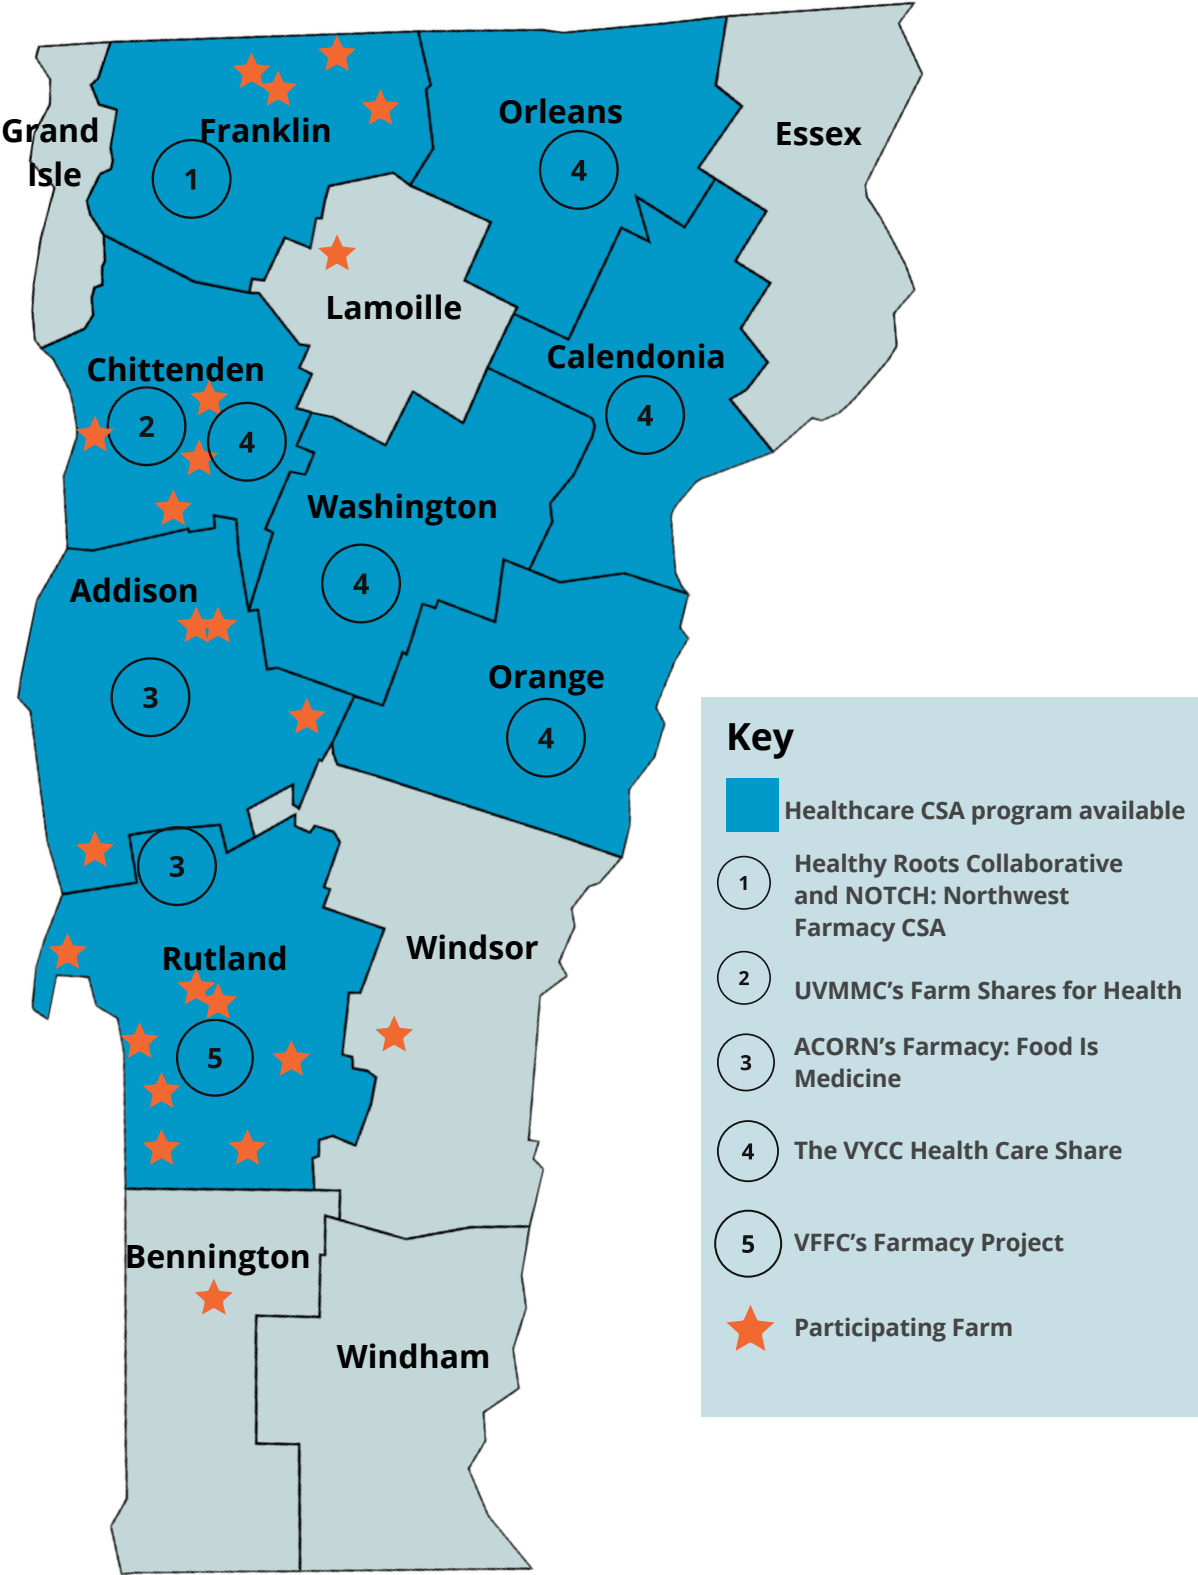 Grand
Isle
Franklin
1
Orleans
4
Essex
Lamoille
Chittenden
2
4
Calendonia
4
Washington
4
Addison
3
Orange
4
3
Rutland
5
Windsor
Bennington
Windham
Key
Healthcare CSA program available
1
Healthy Roots Collaborative
and NOTCH: Northwest
Farmacy CSA
2
UVMMC’s Farm Shares for Health
3
ACORN’s Farmacy: Food Is
Medicine
4
The VYCC Health Care Share
5
VFFC’s Farmacy Project
Participating Farm